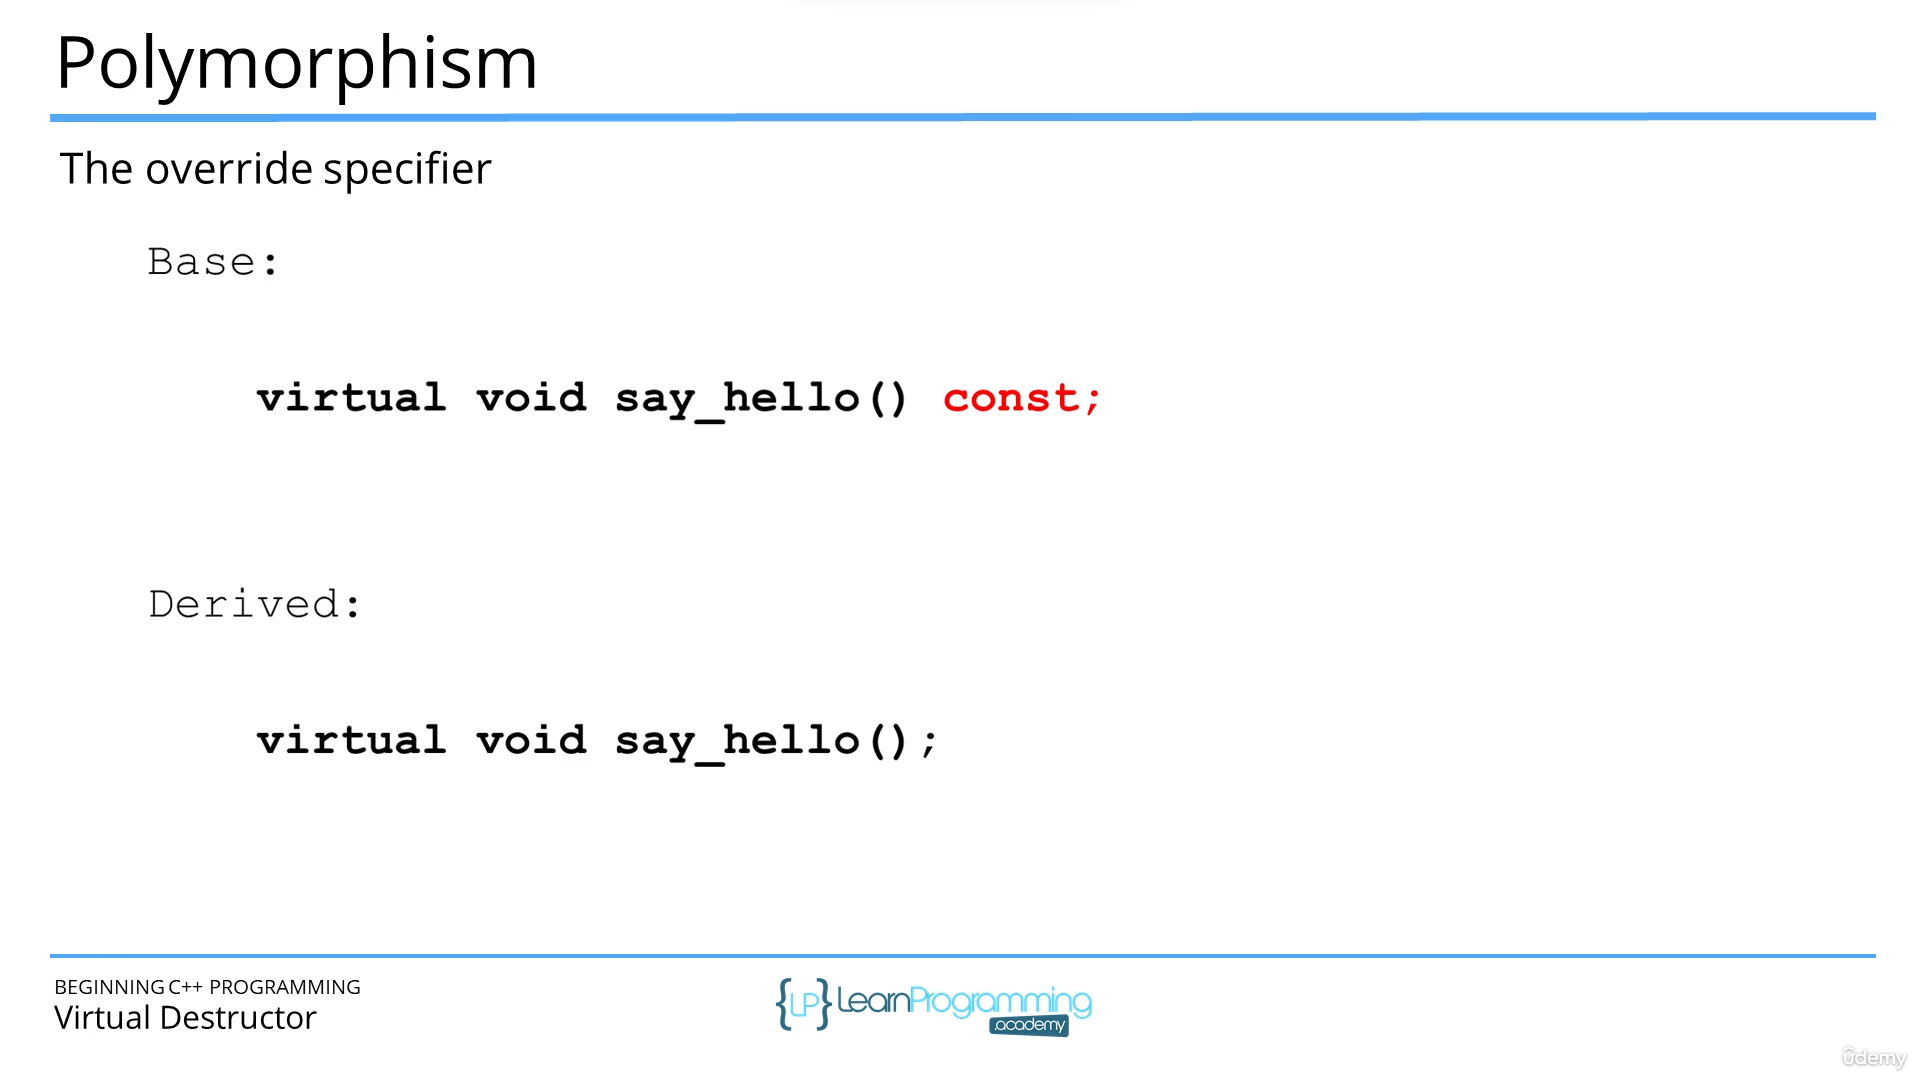 Polymorphism
The override specifier
Base:
virtual void say_hello() const;
Derived:
virtual void say_hello();
BEGINNING C++ PROGRAMMING
Virtual Destructor
{LP} LearnProgramming
.academy
ûdemy